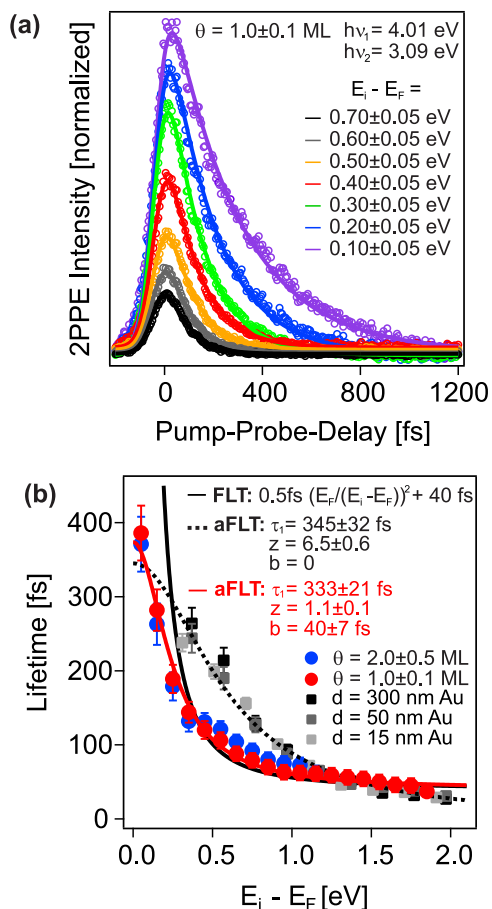 (a)
θ = 1.0±0.1 ML
hν₁ = 4.01 eV
hν₂ = 3.09 eV
Eᵢ - E_F =
0.70±0.05 eV
0.60±0.05 eV
0.50±0.05 eV
0.40±0.05 eV
0.30±0.05 eV
0.20±0.05 eV
0.10±0.05 eV
2PPE Intensity [normalized]
0
400
800
1200
Pump-Probe-Delay [fs]
(b)
FLT: 0.5fs (E_F/(Eᵢ-E_F))² + 40 fs
aFLT: τ₁= 345±32 fs
z = 6.5±0.6
b = 0
aFLT: τ₁= 333±21 fs
z = 1.1±0.1
b = 40±7 fs
θ = 2.0±0.5 ML
θ = 1.0±0.1 ML
d = 300 nm Au
d = 50 nm Au
d = 15 nm Au
Lifetime [fs]
400
300
200
100
0
0.0
0.5
1.0
1.5
2.0
Eᵢ - E_F [eV]